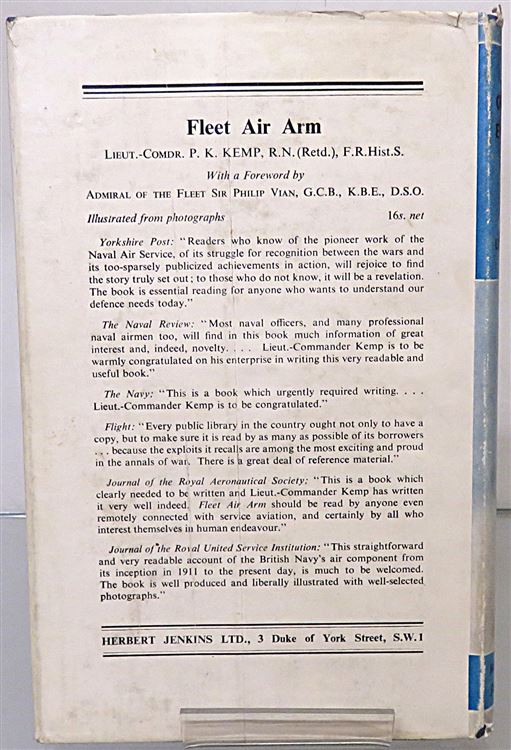 Fleet Air Arm
LIEUT.-COMDR. P. K. KEMP, R.N. (Retd.), F.R.Hist.S.
With a Foreword by
ADMIRAL OF THE FLEET SIR PHILIP VIAN, G.C.B., K.B.E., D.S.O.
Illustrated from photographs 16s. net
Yorkshire Post: "Readers who know of the pioneer work of the
Naval Air Service, of its struggle for recognition between the wars and
its too-sparsely publicized achievements in action, will rejoice to find
the story truly set out; to those who do not know, it will be a revelation.
The book is essential reading for anyone who wants to understand our
defence needs today."
The Naval Review: "Most naval officers, and many professional
naval airmen too, will find in this book much information of great
interest and, indeed, novelty. . . . Lieut.-Commander Kemp is to be
warmly congratulated on his enterprise in writing this very readable and
useful book."
The Navy: "This is a book which urgently required writing. . . .
Lieut.-Commander Kemp is to be congratulated."
Flight: "Every public library in the country ought not only to have a
copy, but to make sure it is read by as many as possible of its borrowers
. . . because the exploits it recalls are among the most exciting and proud
in the annals of war. There is a great deal of reference material."
Journal of the Royal Aeronautical Society: "This is a book which
clearly needed to be written and Lieut.-Commander Kemp has written
it very well indeed. Fleet Air Arm should be read by anyone even
remotely connected with service aviation, and certainly by all who
interest themselves in human endeavour."
Journal of the Royal United Service Institution: "This straightforward
and very readable account of the British Navy's air component from
its inception in 1911 to the present day, is much to be welcomed.
The book is well produced and liberally illustrated with well-selected
photographs."
HERBERT JENKINS LTD., 3 Duke of York Street, S.W.1